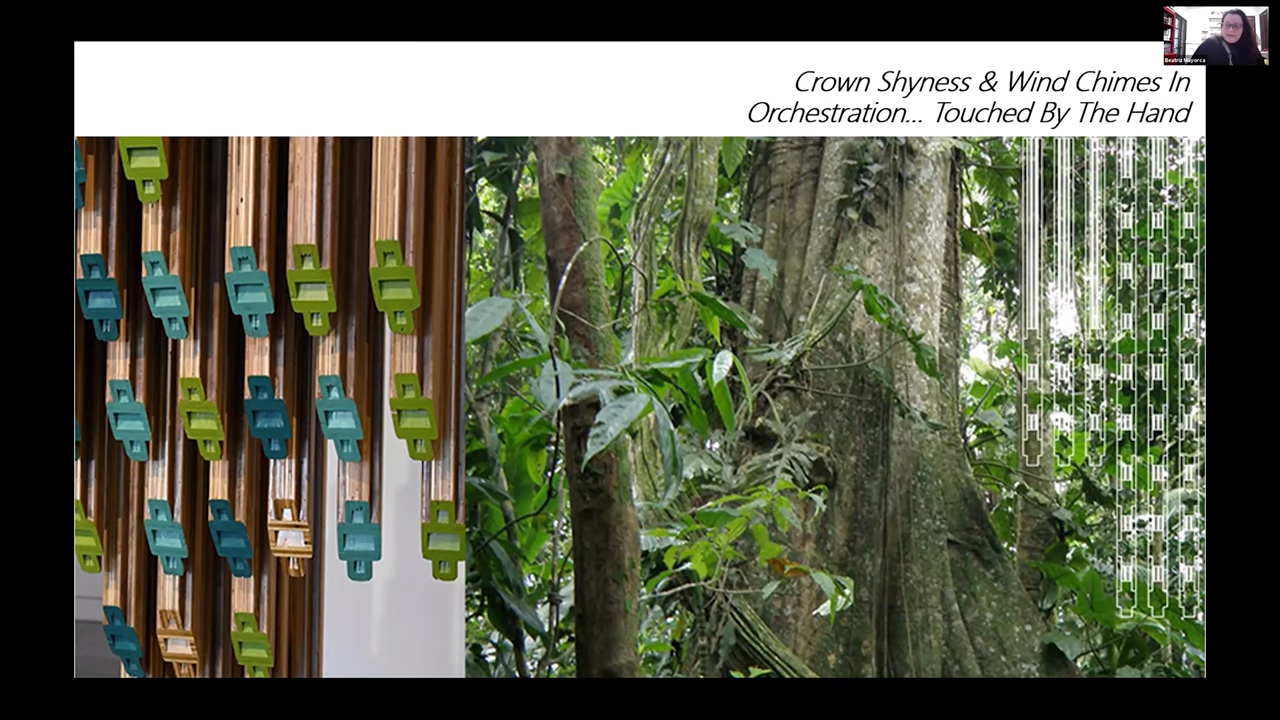 Crown Shyness & Wind Chimes In
Orchestration... Touched By The Hand
Beatriz Mayorca